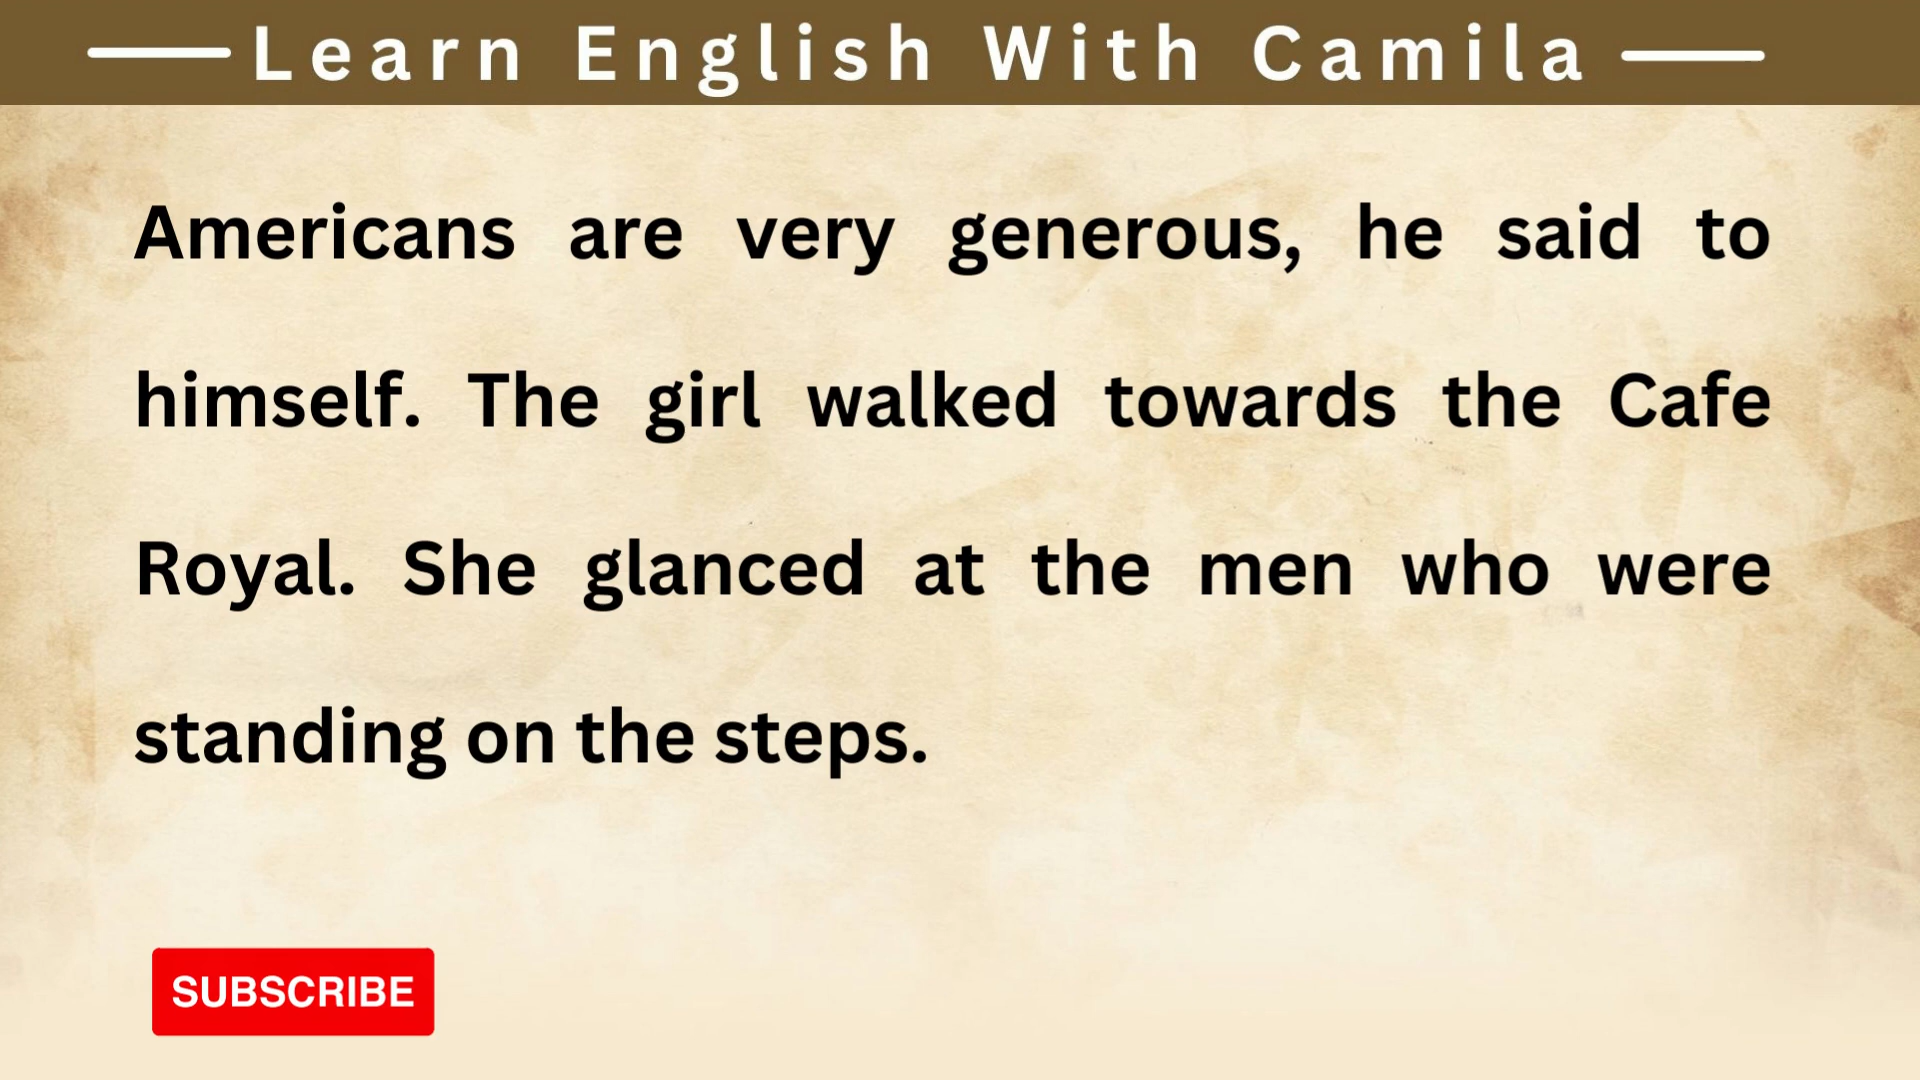 Learn English With Camila
Americans are very generous, he said to
himself. The girl walked towards the Cafe
Royal. She glanced at the men who were
standing on the steps.
SUBSCRIBE